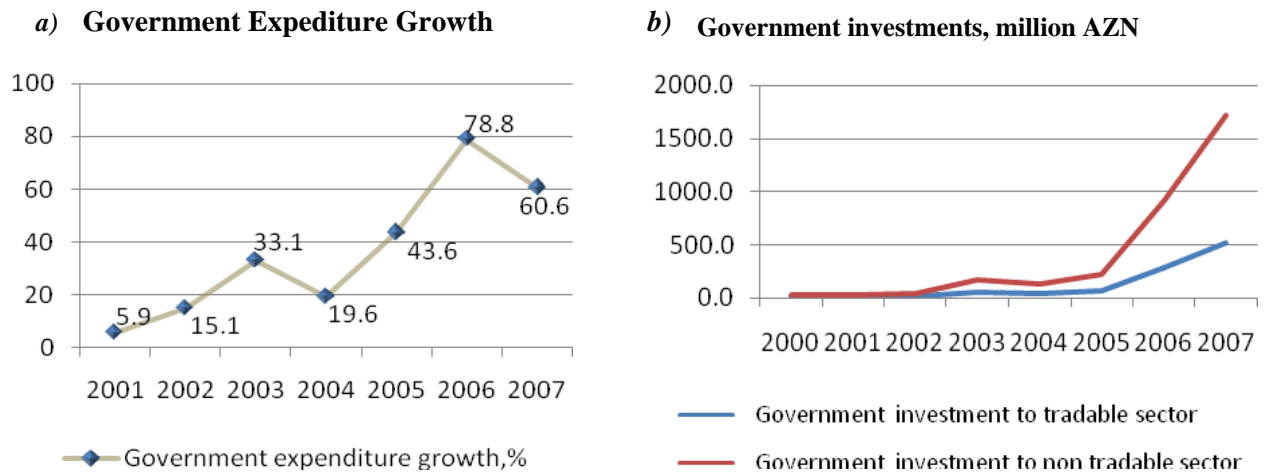 a) Government Expediture Growth
100
80
60
40
20
0
5.9
15.1
33.1
19.6
43.6
78.8
60.6
2001 2002 2003 2004 2005 2006 2007
Government expenditure growth,%
b) Government investments, million AZN
2000.0
1500.0
1000.0
500.0
0.0
2000 2001 2002 2003 2004 2005 2006 2007
Government investment to tradable sector
Government investment to non tradable sector